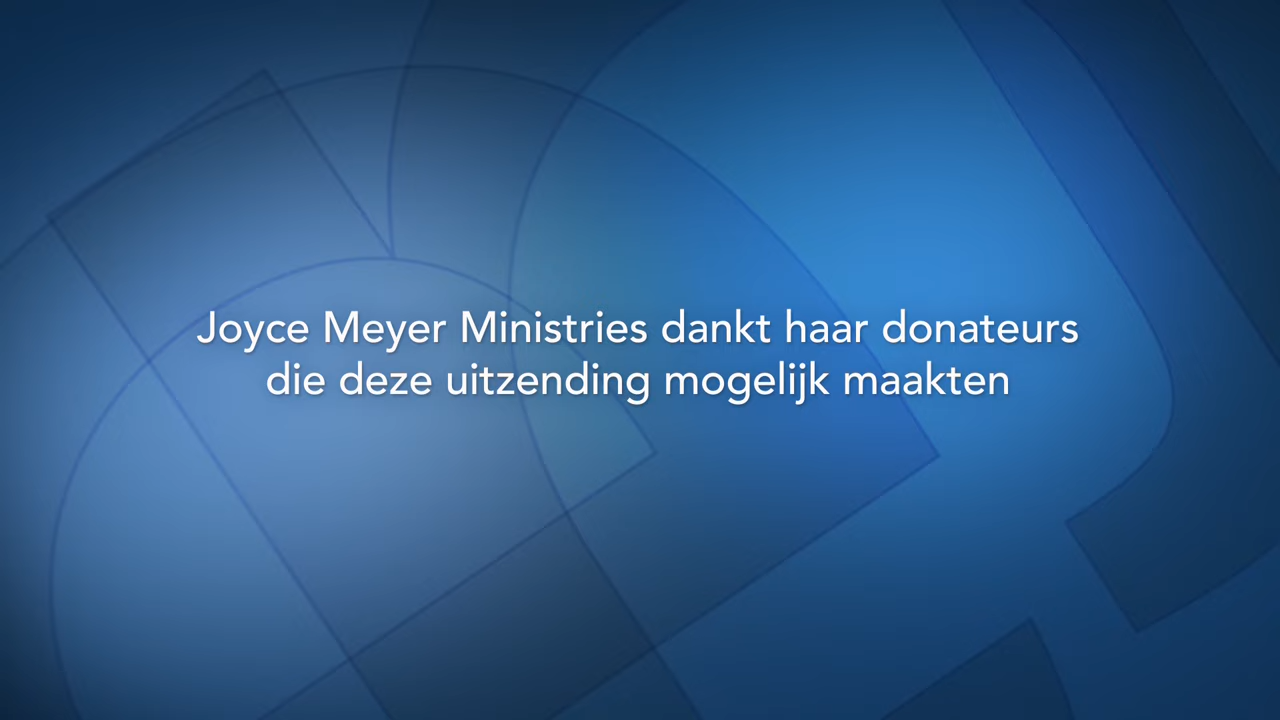 Joyce Meyer Ministries dankt haar donateurs
die deze uitzending mogelijk maakten